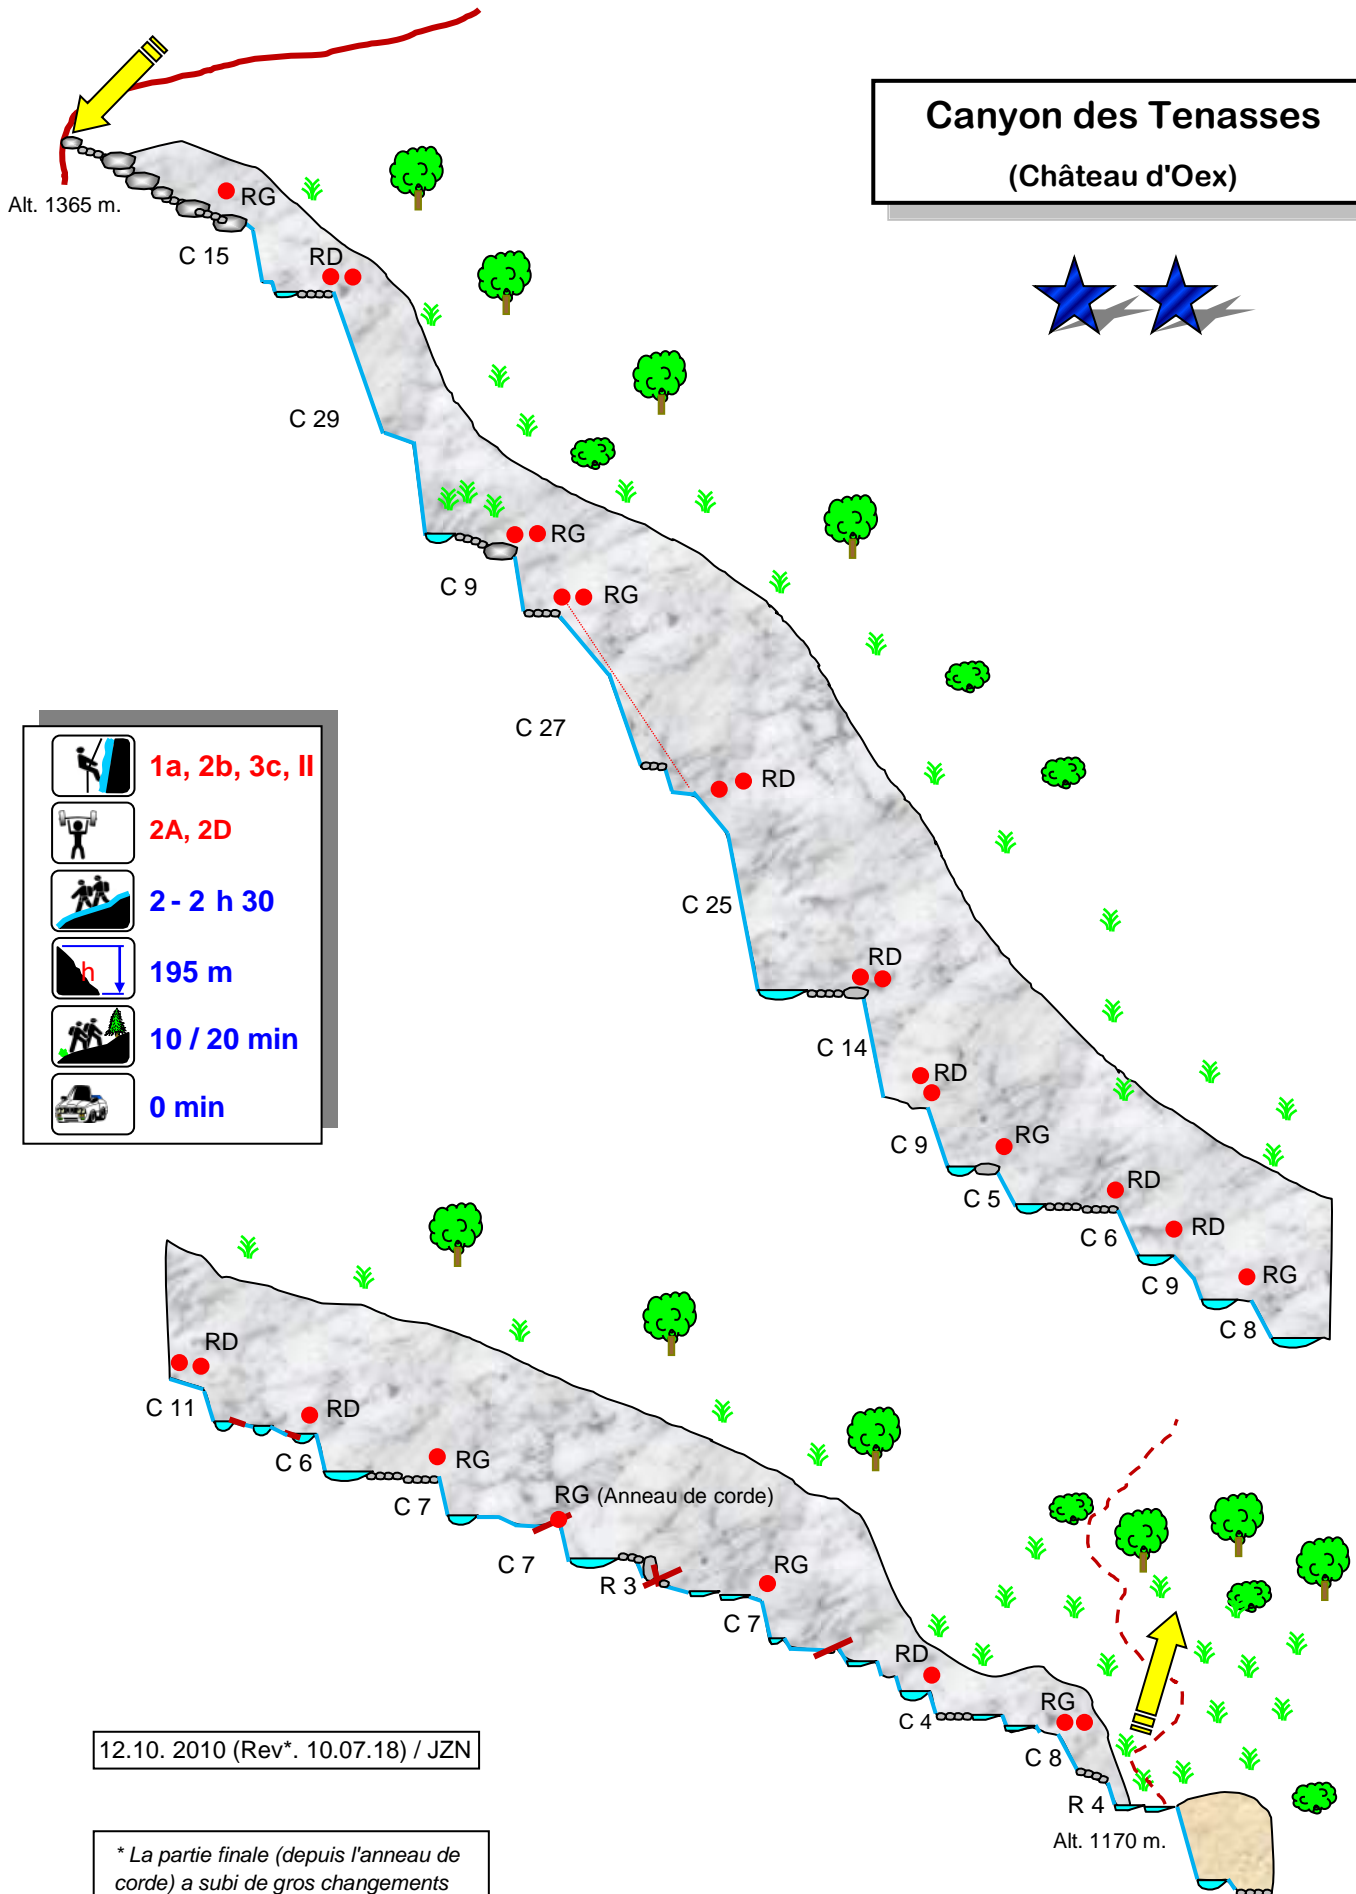 Canyon des Tenasses
(Château d'Oex)
Alt. 1365 m.
RG
C 15
RD
C 29
RG
C 9
RG
C 27
RD
C 25
RD
C 14
RD
C 9
RG
C 5
RD
C 6
RD
C 9
RG
C 8
1a, 2b, 3c, II
2A, 2D
2 - 2 h 30
h
195 m
10 / 20 min
0 min
RD
C 11
RD
C 6
RG
C 7
RG (Anneau de corde)
C 7
R 3
RG
C 7
RD
C 4
RG
C 8
R 4
Alt. 1170 m.
12.10. 2010 (Rev*. 10.07.18) / JZN
* La partie finale (depuis l'anneau de
corde) a subi de gros changements